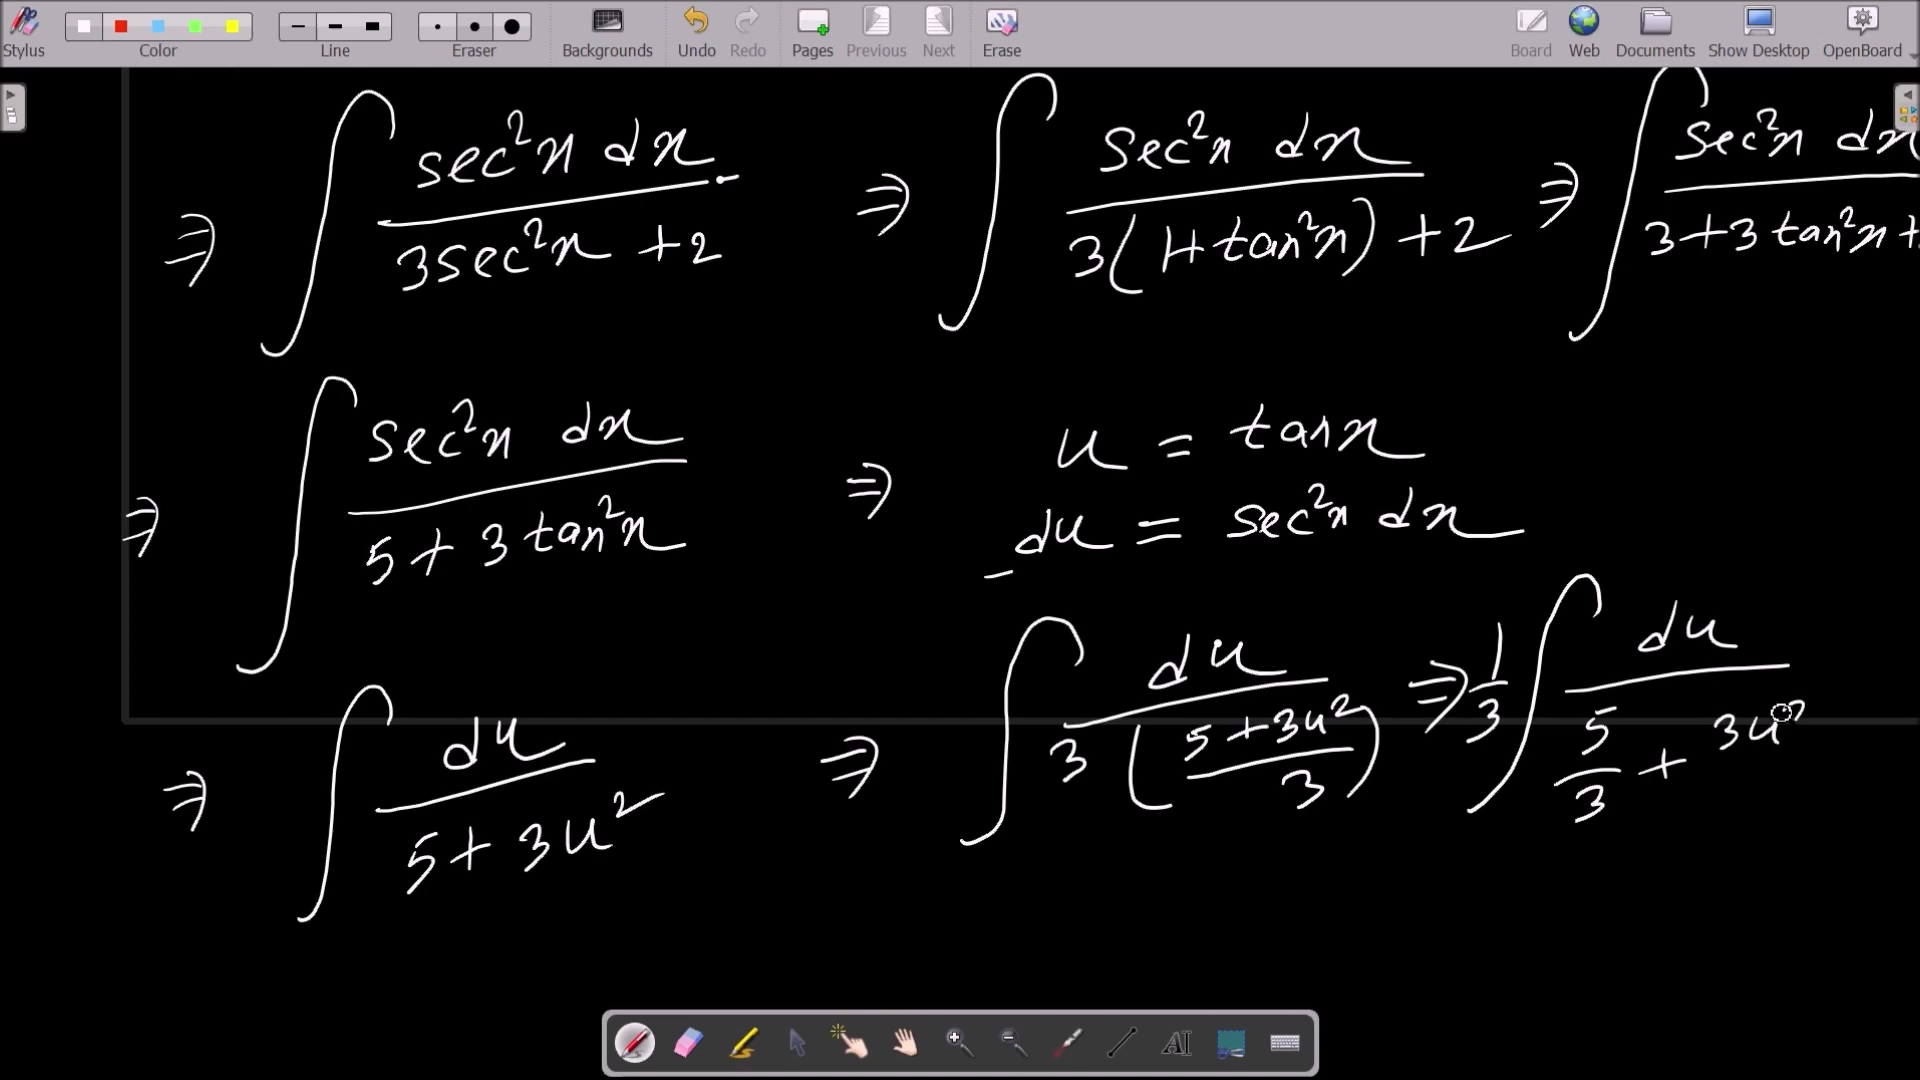 Stylus Color Line Eraser Backgrounds Undo Redo Pages Previous Next Erase Board Web Documents Show Desktop OpenBoard
⇒ ∫ sec²x dx / (3sec²x + 2) ⇒ ∫ sec²x dx / (3(1+tan²x) + 2) ⇒ ∫ sec²x dx / (3+3tan²x+
⇒ ∫ sec²x dx / (5 + 3 tan²x) ⇒ u = tanx
du = sec²x dx
⇒ ∫ du / (5 + 3u²) ⇒ ∫ du / (3 ((5+3u²)/3)) ⇒ 1/3 ∫ du / (5/3 + 3u²
AI